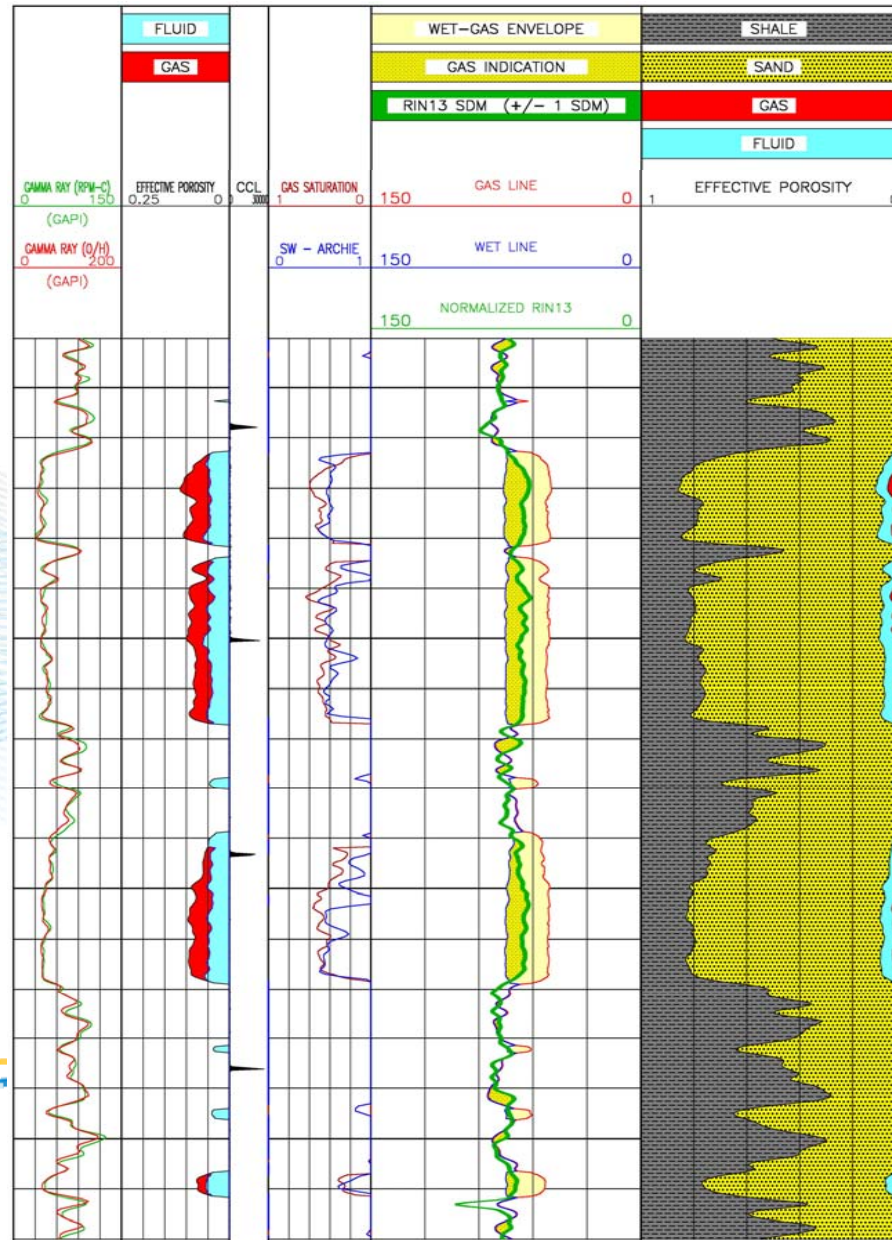 FLUID
GAS
WET-GAS ENVELOPE
GAS INDICATION
RIN13 SDM (+/- 1 SDM)
SHALE
SAND
GAS
FLUID
GAMMA RAY (RPM-C)
0 150
(GAPI)
GAMMA RAY (O/H)
0 200
(GAPI)
EFFECTIVE POROSITY
0.25 0
CCL
GAS SATURATION
1 0
SW - ARCHIE
0 1
GAS LINE
150 0
WET LINE
150 0
NORMALIZED RIN13
150 0
EFFECTIVE POROSITY
1